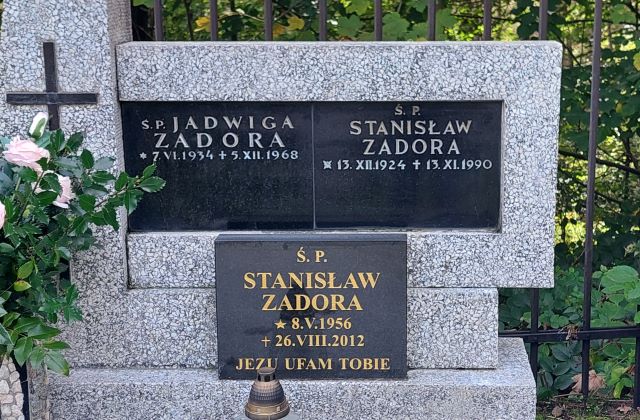 Ś.P. JADWIGA
ZADORA
* 7.VI.1934 + 5.XII.1968
Ś. P.
STANISŁAW
ZADORA
* 13.XII.1924 + 13.XI.1990
Ś. P.
STANISŁAW
ZADORA
★ 8.V.1956
+ 26.VIII.2012
JEZU UFAM TOBIE